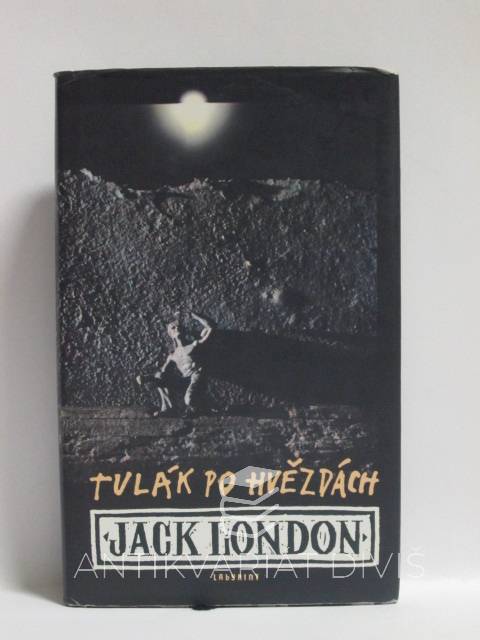 TULÁK PO HVĚZDÁCH
JACK LONDON
ANTIKVARIÁT DIVIŠ
LABYRINT